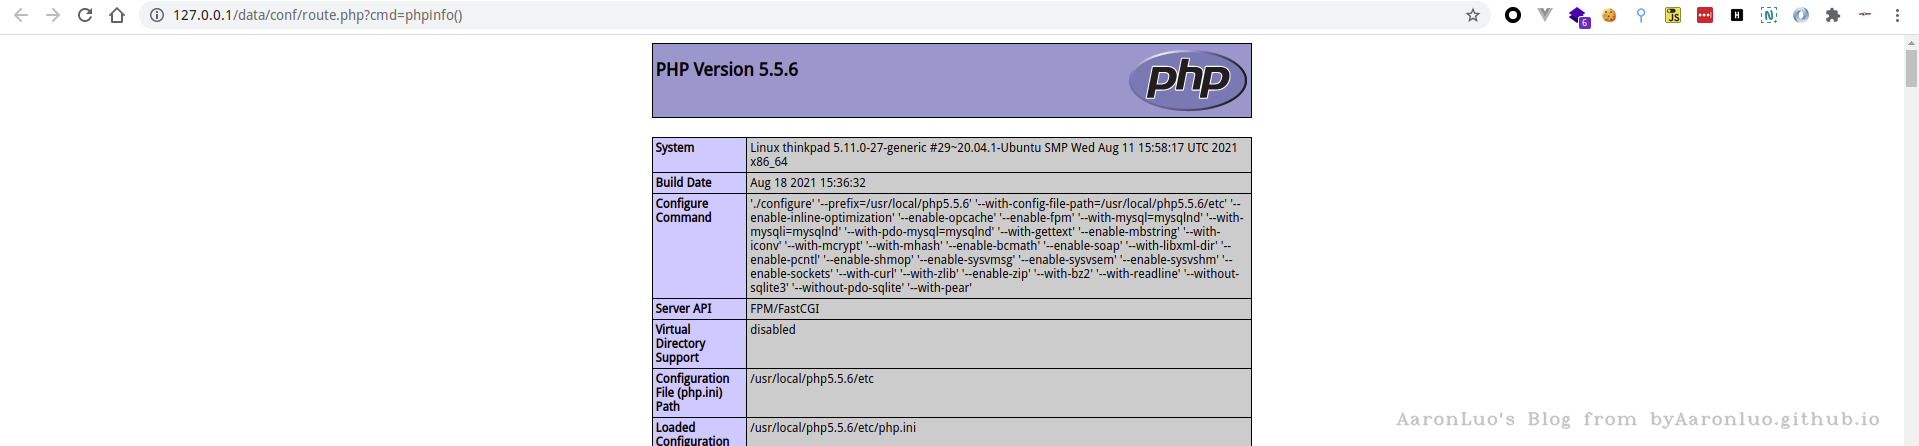 127.0.0.1/data/conf/route.php?cmd=phpinfo()
6
JS
H
N
PHP Version 5.5.6
php
System
Linux thinkpad 5.11.0-27-generic #29~20.04.1-Ubuntu SMP Wed Aug 11 15:58:17 UTC 2021
x86_64
Build Date
Aug 18 2021 15:36:32
Configure
Command
'./configure' '--prefix=/usr/local/php5.5.6' '--with-config-file-path=/usr/local/php5.5.6/etc' '--
enable-inline-optimization' '--enable-opcache' '--enable-fpm' '--with-mysql=mysqlnd' '--with-
mysqli=mysqlnd' '--with-pdo-mysql=mysqlnd' '--with-gettext' '--enable-mbstring' '--with-
iconv' '--with-mcrypt' '--with-mhash' '--enable-bcmath' '--enable-soap' '--with-libxml-dir' '--
enable-pcntl' '--enable-shmop' '--enable-sysvmsg' '--enable-sysvsem' '--enable-sysvshm' '--
enable-sockets' '--with-curl' '--with-zlib' '--enable-zip' '--with-bz2' '--with-readline' '--without-
sqlite3' '--without-pdo-sqlite' '--with-pear'
Server API
FPM/FastCGI
Virtual
Directory
Support
disabled
Configuration
File (php.ini)
Path
/usr/local/php5.5.6/etc
Loaded
Configuration
/usr/local/php5.5.6/etc/php.ini
AaronLuo's Blog from byAaronluo.github.io